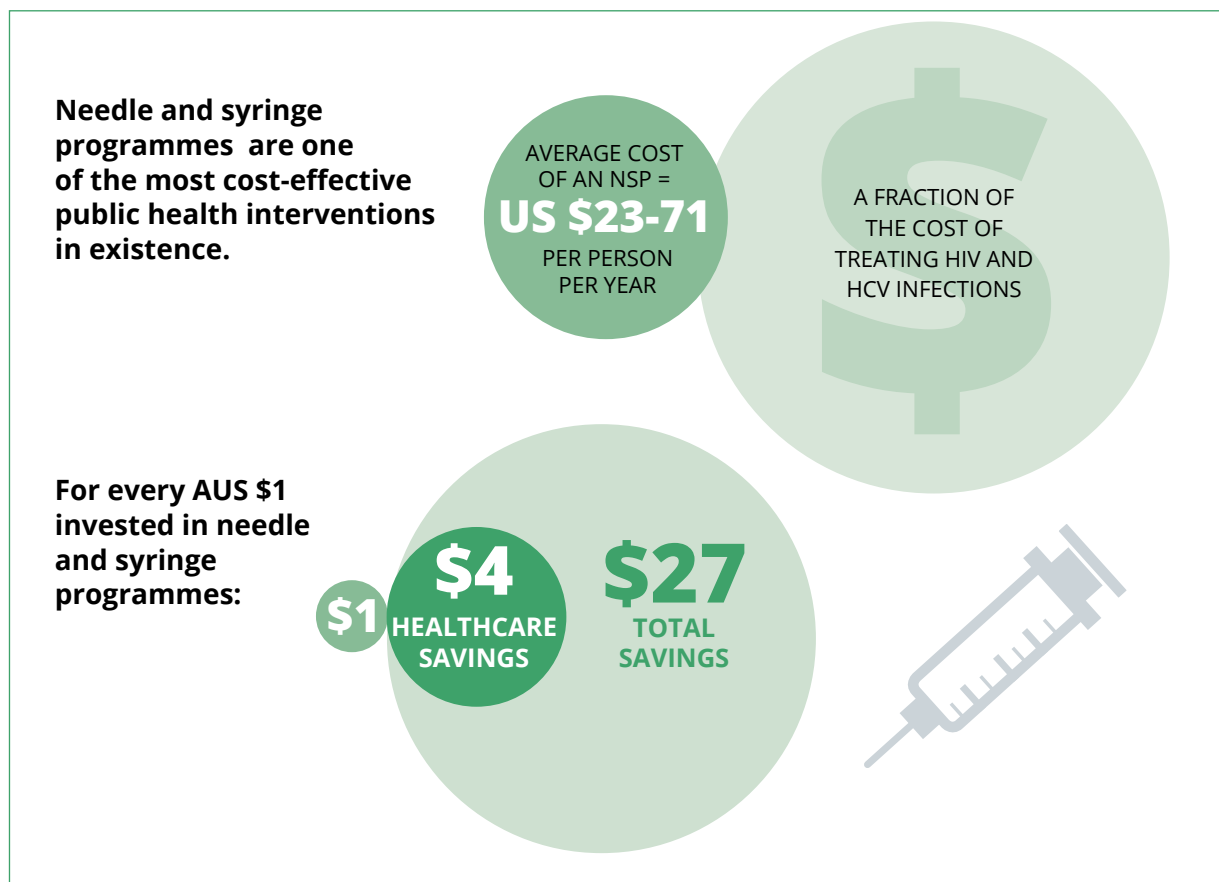 Needle and syringe
programmes  are one
of the most cost-effective
public health interventions
in existence.
AVERAGE COST
OF AN NSP =
US $23-71
PER PERSON
PER YEAR
$
A FRACTION OF
THE COST OF
TREATING HIV AND
HCV INFECTIONS
For every AUS $1
invested in needle
and syringe
programmes:
$1
$4
HEALTHCARE
SAVINGS
$27
TOTAL
SAVINGS